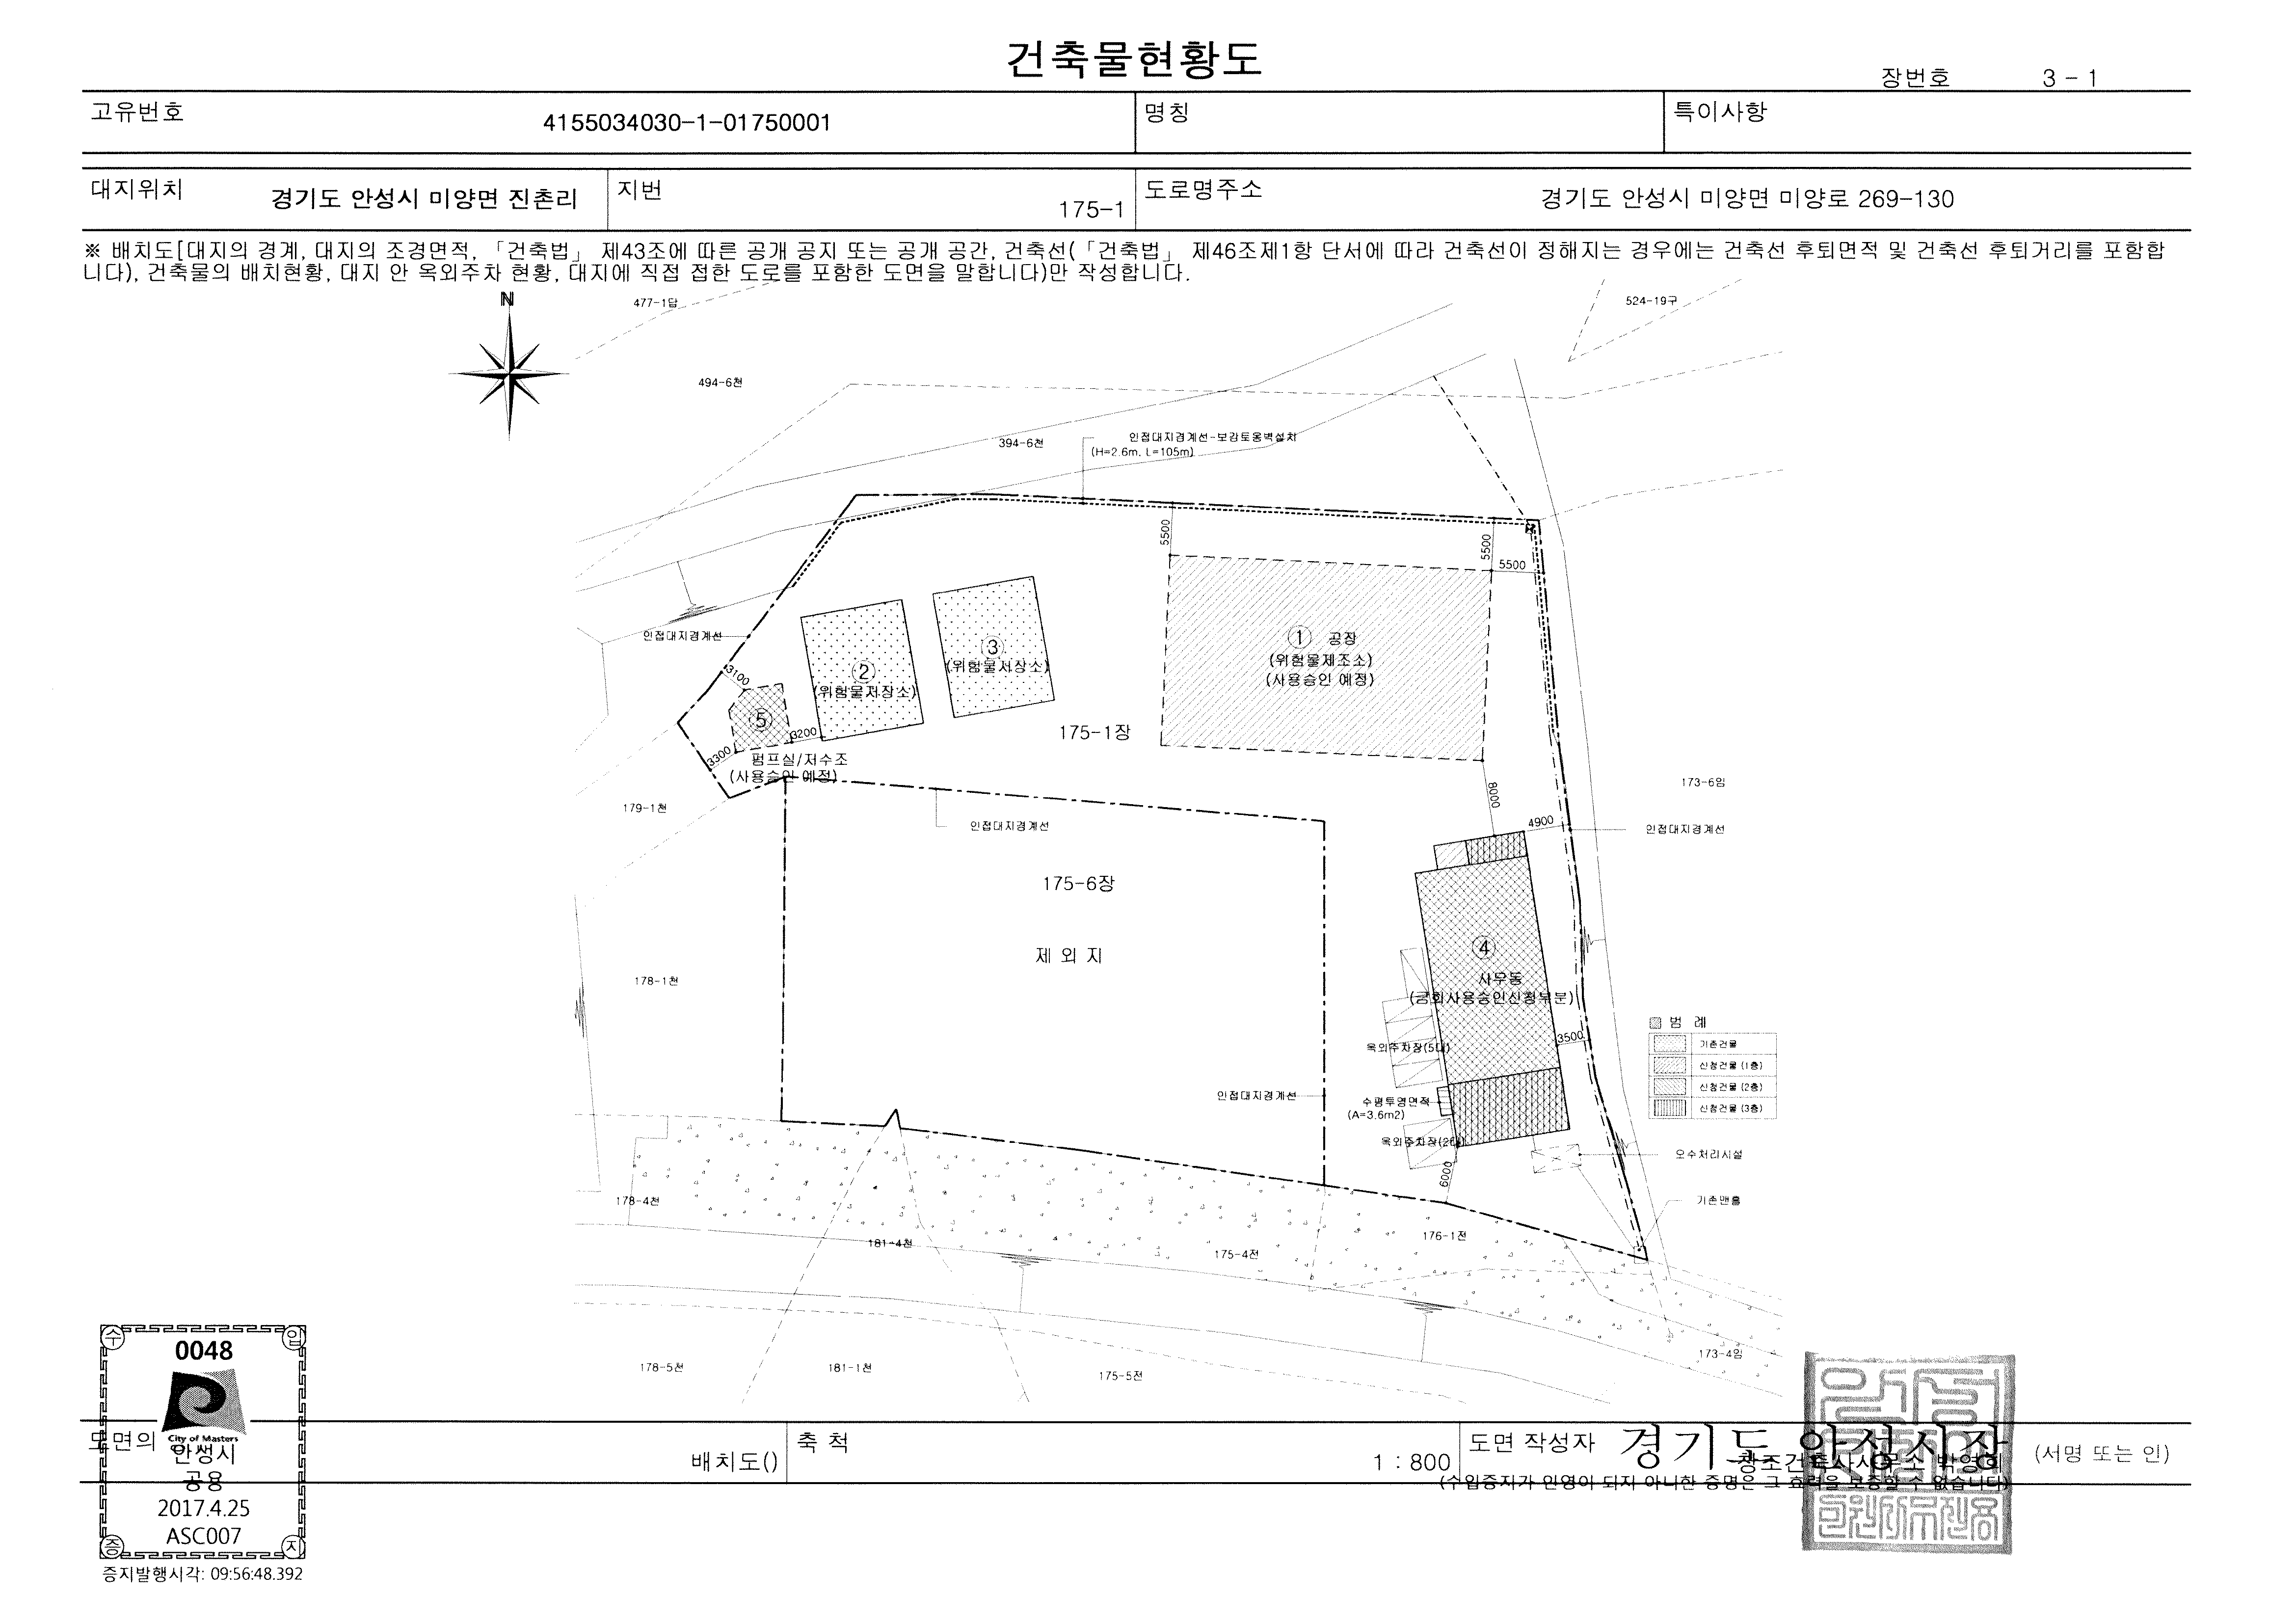 건축물현황도
장번호 3 - 1
고유번호 4155034030-1-01750001 명칭 특이사항
대지위치 경기도 안성시 미양면 진촌리 지번 175-1 도로명주소 경기도 안성시 미양면 미양로 269-130
※ 배치도[대지의 경계, 대지의 조경면적, 「건축법」 제43조에 따른 공개 공지 또는 공개 공간, 건축선(「건축법」 제46조제1항 단서에 따라 건축선이 정해지는 경우에는 건축선 후퇴면적 및 건축선 후퇴거리를 포함합
니다), 건축물의 배치현황, 대지 안 옥외주차 현황, 대지에 직접 접한 도로를 포함한 도면을 말합니다)만 작성합니다.
N
477-1답
524-19구
494-6천
394-6천
인접대지경계선-보강토옹벽설치
(H=2.6m, L=105m)
5500
5500
5500
인접대지경계선
3100
② 
(위험물저장소)
③
(위험물저장소)
① 공장
(위험물제조소)
(사용승인 예정)
⑤
3200
3300
펌프실/저수조
(사용승인 예정)
175-1장
8000
173-6임
179-1천
인접대지경계선
4900
인접대지경계선
175-6장
제 외 지
④
사무동
(금회사용승인신청부분)
178-1천
범 례
기존건물
신청건물 (1층)
신청건물 (2층)
신청건물 (3층)
3500
옥외주차장(5대)
인접대지경계선
수평투영면적
(A=3.6m2)
옥외주차장(2대)
6000
오수처리시설
기존맨홀
178-4천
181-4천
175-4전
176-1전
178-5전
181-1천
175-5전
173-4임
수 입
0048
City of Masters
안성시
공용
2017.4.25
ASC007
증 지
증지발행시각: 09:56:48.392
도면의
배치도()
축 척 1 : 800
도면 작성자
경기도 안성시장
창조건축사사무소 박영희
(서명 또는 인)
(수입증지가 인영이 되지 아니한 증명은 그 효력을 보증할 수 없습니다)